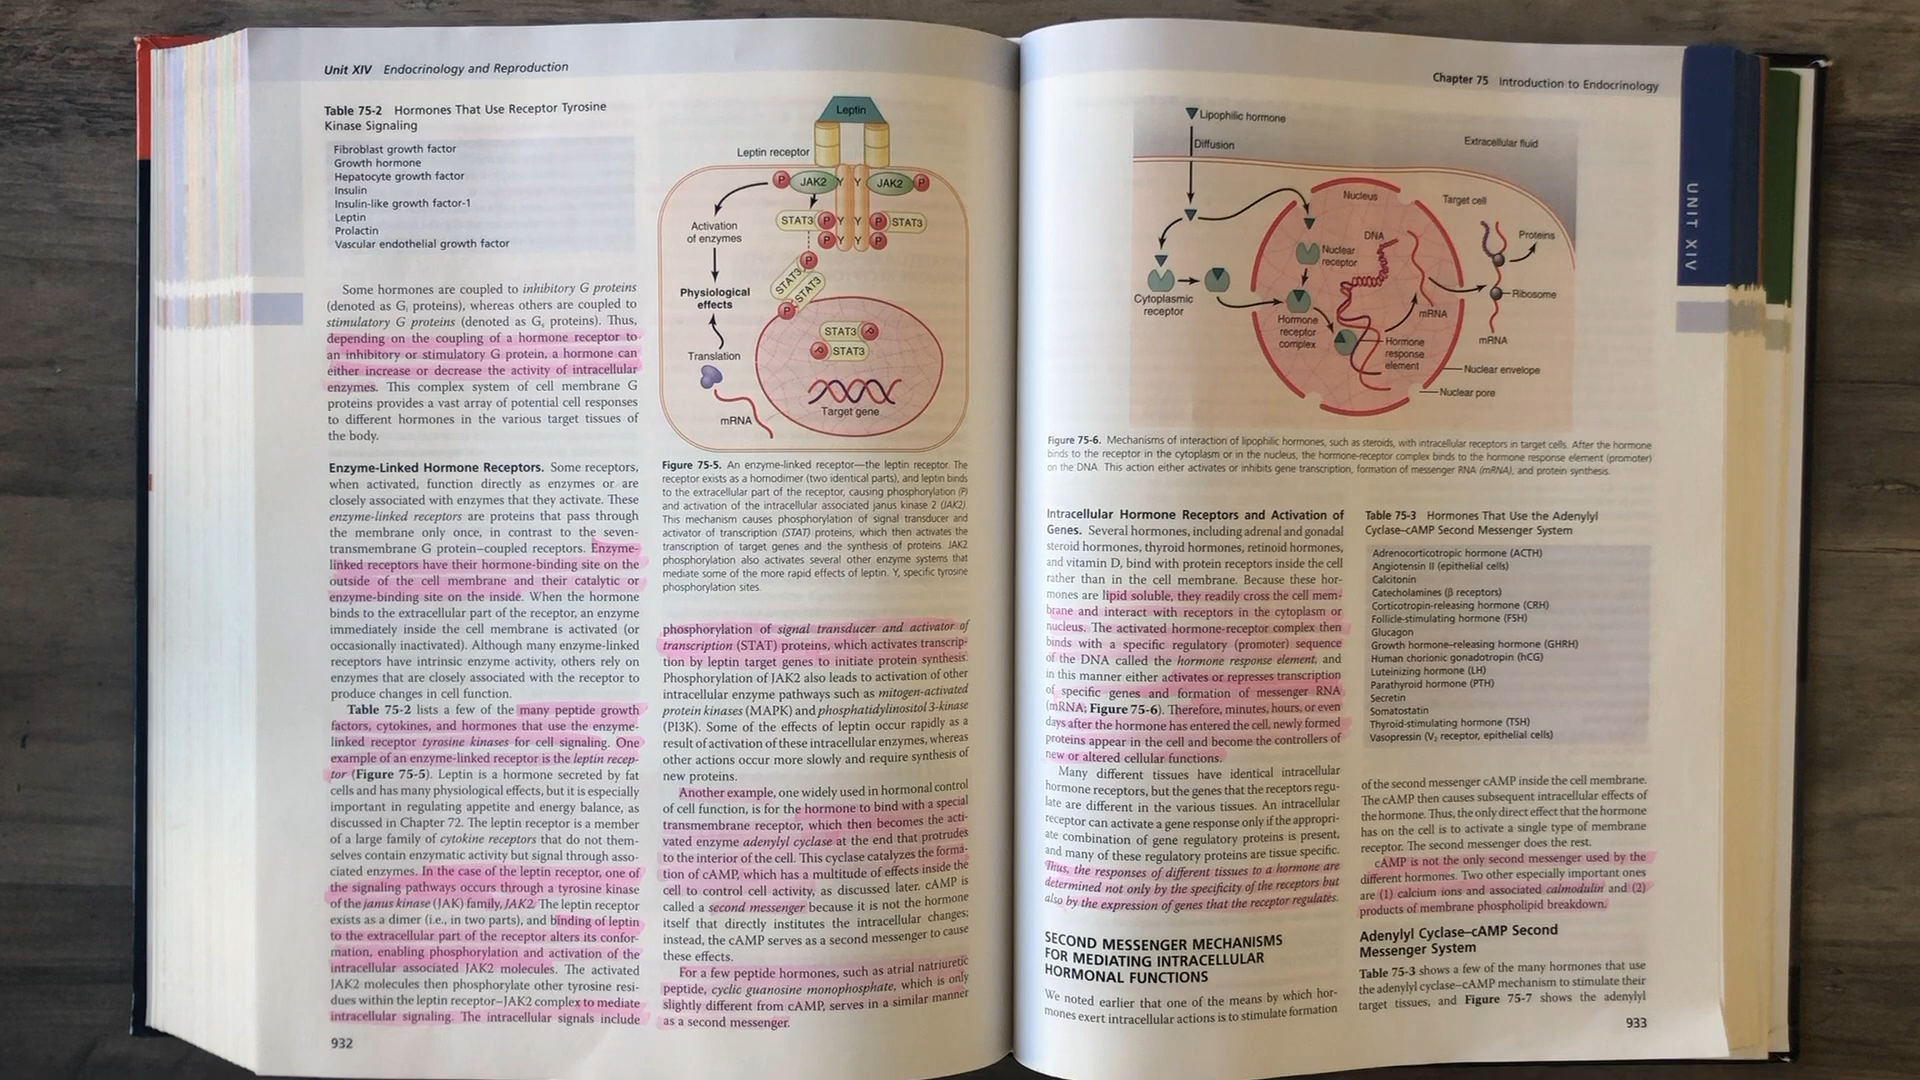 Unit XIV Endocrinology and Reproduction
Table 75-2 Hormones That Use Receptor Tyrosine
Kinase Signaling
Fibroblast growth factor
Growth hormone
Hepatocyte growth factor
Insulin
Insulin-like growth factor-1
Leptin
Prolactin
Vascular endothelial growth factor
Some hormones are coupled to inhibitory G proteins
(denoted as Gi proteins), whereas others are coupled to
stimulatory G proteins (denoted as Gs proteins). Thus,
depending on the coupling of a hormone receptor to
an inhibitory or stimulatory G protein, a hormone can
either increase or decrease the activity of intracellular
enzymes. This complex system of cell membrane G
proteins provides a vast array of potential cell responses
to different hormones in the various target tissues of
the body.
Enzyme-Linked Hormone Receptors. Some receptors,
when activated, function directly as enzymes or are
closely associated with enzymes that they activate. These
enzyme-linked receptors are proteins that pass through
the membrane only once, in contrast to the seven-
transmembrane G protein–coupled receptors. Enzyme-
linked receptors have their hormone-binding site on the
outside of the cell membrane and their catalytic or
enzyme-binding site on the inside. When the hormone
binds to the extracellular part of the receptor, an enzyme
immediately inside the cell membrane is activated (or
occasionally inactivated). Although many enzyme-linked
receptors have intrinsic enzyme activity, others rely on
enzymes that are closely associated with the receptor to
produce changes in cell function.
Table 75-2 lists a few of the many peptide growth
factors, cytokines, and hormones that use the enzyme-
linked receptor tyrosine kinases for cell signaling. One
example of an enzyme-linked receptor is the leptin recep-
tor (Figure 75-5). Leptin is a hormone secreted by fat
cells and has many physiological effects, but it is especially
important in regulating appetite and energy balance, as
discussed in Chapter 72. The leptin receptor is a member
of a large family of cytokine receptors that do not them-
selves contain enzymatic activity but signal through asso-
ciated enzymes. In the case of the leptin receptor, one of
the signaling pathways occurs through a tyrosine kinase
of the janus kinase (JAK) family, JAK2. The leptin receptor
exists as a dimer (i.e., in two parts), and binding of leptin
to the extracellular part of the receptor alters its confor-
mation, enabling phosphorylation and activation of the
intracellular associated JAK2 molecules. The activated
JAK2 molecules then phosphorylate other tyrosine resi-
dues within the leptin receptor–JAK2 complex to mediate
intracellular signaling. The intracellular signals include
932
Leptin
Leptin receptor
P JAK2 Y Y JAK2 P
STAT3 P Y Y P STAT3
P Y Y P
Activation
of enzymes
P
STAT3
STAT3
P
Physiological
effects
STAT3 P
P STAT3
Translation
Target gene
mRNA
Figure 75-5. An enzyme-linked receptor—the leptin receptor. The
receptor exists as a homodimer (two identical parts), and leptin binds
to the extracellular part of the receptor, causing phosphorylation (P)
and activation of the intracellular associated janus kinase 2 (JAK2).
This mechanism causes phosphorylation of signal transducer and
activator of transcription (STAT) proteins, which then activates the
transcription of target genes and the synthesis of proteins. JAK2
phosphorylation also activates several other enzyme systems that
mediate some of the more rapid effects of leptin. Y, specific tyrosine
phosphorylation sites.
phosphorylation of signal transducer and activator of
transcription (STAT) proteins, which activates transcrip-
tion by leptin target genes to initiate protein synthesis.
Phosphorylation of JAK2 also leads to activation of other
intracellular enzyme pathways such as mitogen-activated
protein kinases (MAPK) and phosphatidylinositol 3-kinase
(PI3K). Some of the effects of leptin occur rapidly as a
result of activation of these intracellular enzymes, whereas
other actions occur more slowly and require synthesis of
new proteins.
Another example, one widely used in hormonal control
of cell function, is for the hormone to bind with a special
transmembrane receptor, which then becomes the acti-
vated enzyme adenylyl cyclase at the end that protrudes
to the interior of the cell. This cyclase catalyzes the forma-
tion of cAMP, which has a multitude of effects inside the
cell to control cell activity, as discussed later. cAMP is
called a second messenger because it is not the hormone
itself that directly institutes the intracellular changes;
instead, the cAMP serves as a second messenger to cause
these effects.
For a few peptide hormones, such as atrial natriuretic
peptide, cyclic guanosine monophosphate, which is only
slightly different from cAMP, serves in a similar manner
as a second messenger.
Chapter 75 Introduction to Endocrinology
UNIT XIV
Lipophilic hormone
Extracellular fluid
Diffusion
Nucleus
Target cell
DNA
Proteins
Nuclear
receptor
Ribosome
Cytoplasmic
receptor
mRNA
Hormone
receptor
complex
Hormone
response
element
mRNA
Nuclear envelope
Nuclear pore
Figure 75-6. Mechanisms of interaction of lipophilic hormones, such as steroids, with intracellular receptors in target cells. After the hormone
binds to the receptor in the cytoplasm or in the nucleus, the hormone-receptor complex binds to the hormone response element (promoter)
on the DNA. This action either activates or inhibits gene transcription, formation of messenger RNA (mRNA), and protein synthesis.
Intracellular Hormone Receptors and Activation of
Genes. Several hormones, including adrenal and gonadal
steroid hormones, thyroid hormones, retinoid hormones,
and vitamin D, bind with protein receptors inside the cell
rather than in the cell membrane. Because these hor-
mones are lipid soluble, they readily cross the cell mem-
brane and interact with receptors in the cytoplasm or
nucleus. The activated hormone-receptor complex then
binds with a specific regulatory (promoter) sequence
of the DNA called the hormone response element, and
in this manner either activates or represses transcription
of specific genes and formation of messenger RNA
(mRNA; Figure 75-6). Therefore, minutes, hours, or even
days after the hormone has entered the cell, newly formed
proteins appear in the cell and become the controllers of
new or altered cellular functions.
Many different tissues have identical intracellular
hormone receptors, but the genes that the receptors regu-
late are different in the various tissues. An intracellular
receptor can activate a gene response only if the appropri-
ate combination of gene regulatory proteins is present,
and many of these regulatory proteins are tissue specific.
Thus, the responses of different tissues to a hormone are
determined not only by the specificity of the receptors but
also by the expression of genes that the receptor regulates.
SECOND MESSENGER MECHANISMS
FOR MEDIATING INTRACELLULAR
HORMONAL FUNCTIONS
We noted earlier that one of the means by which hor-
mones exert intracellular actions is to stimulate formation
Table 75-3 Hormones That Use the Adenylyl
Cyclase–cAMP Second Messenger System
Adrenocorticotropic hormone (ACTH)
Angiotensin II (epithelial cells)
Calcitonin
Catecholamines (β receptors)
Corticotropin-releasing hormone (CRH)
Follicle-stimulating hormone (FSH)
Glucagon
Growth hormone–releasing hormone (GHRH)
Human chorionic gonadotropin (hCG)
Luteinizing hormone (LH)
Parathyroid hormone (PTH)
Secretin
Somatostatin
Thyroid-stimulating hormone (TSH)
Vasopressin (V2 receptor, epithelial cells)
of the second messenger cAMP inside the cell membrane.
The cAMP then causes subsequent intracellular effects of
the hormone. Thus, the only direct effect that the hormone
has on the cell is to activate a single type of membrane
receptor. The second messenger does the rest.
cAMP is not the only second messenger used by the
different hormones. Two other especially important ones
are (1) calcium ions and associated calmodulin and (2)
products of membrane phospholipid breakdown.
Adenylyl Cyclase–cAMP Second
Messenger System
Table 75-3 shows a few of the many hormones that use
the adenylyl cyclase–cAMP mechanism to stimulate their
target tissues, and Figure 75-7 shows the adenylyl
933